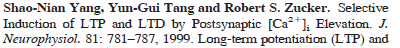 Shao-Nian Yang, Yun-Gui Tang and Robert S. Zucker. Selective
Induction of LTP and LTD by Postsynaptic [Ca²⁺]ᵢ Elevation. J.
Neurophysiol. 81: 781–787, 1999. Long-term potentiation (LTP) and